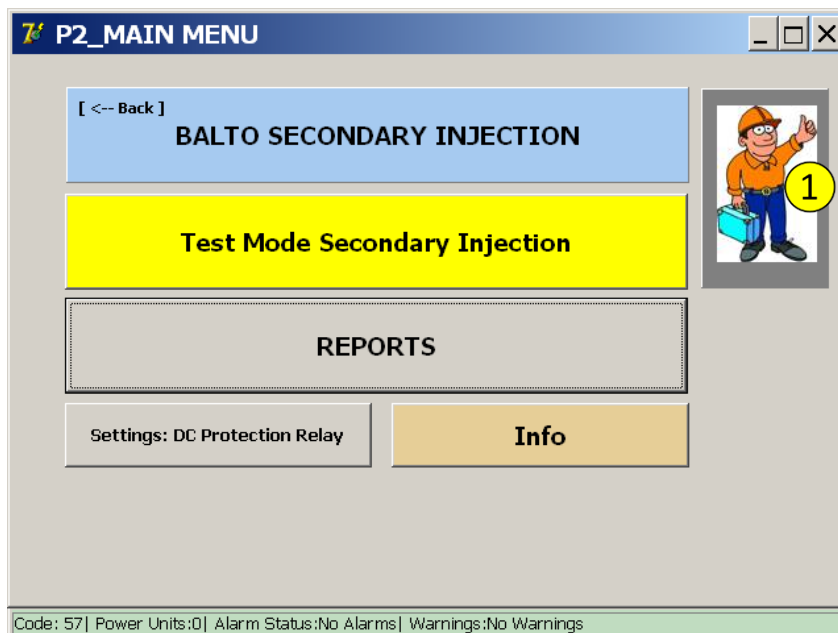 P2_MAIN MENU
[ <-- Back ]
BALTO SECONDARY INJECTION
1
Test Mode Secondary Injection
REPORTS
Settings: DC Protection Relay
Info
Code: 57| Power Units:0| Alarm Status:No Alarms| Warnings:No Warnings